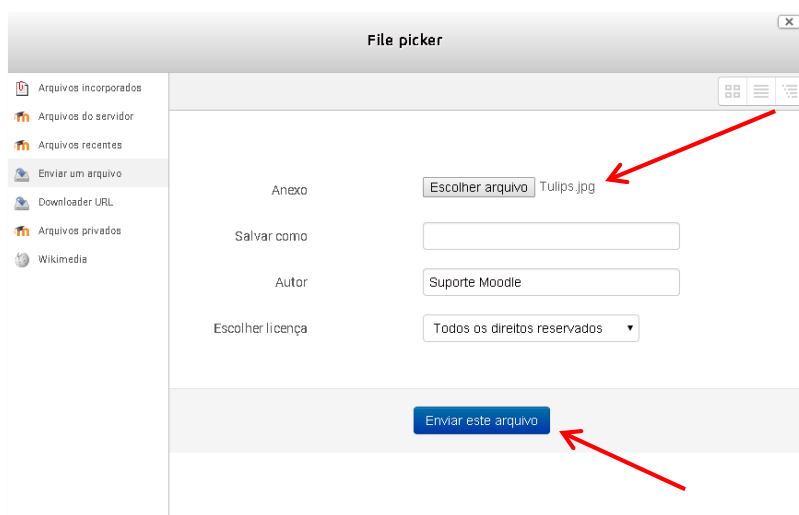 File picker
Arquivos incorporados
Arquivos do servidor
Arquivos recentes
Enviar um arquivo
Downloader URL
Arquivos privados
Wikimedia
Anexo Escolher arquivo Tulips.jpg
Salvar como
Autor Suporte Moodle
Escolher licença Todos os direitos reservados
Enviar este arquivo